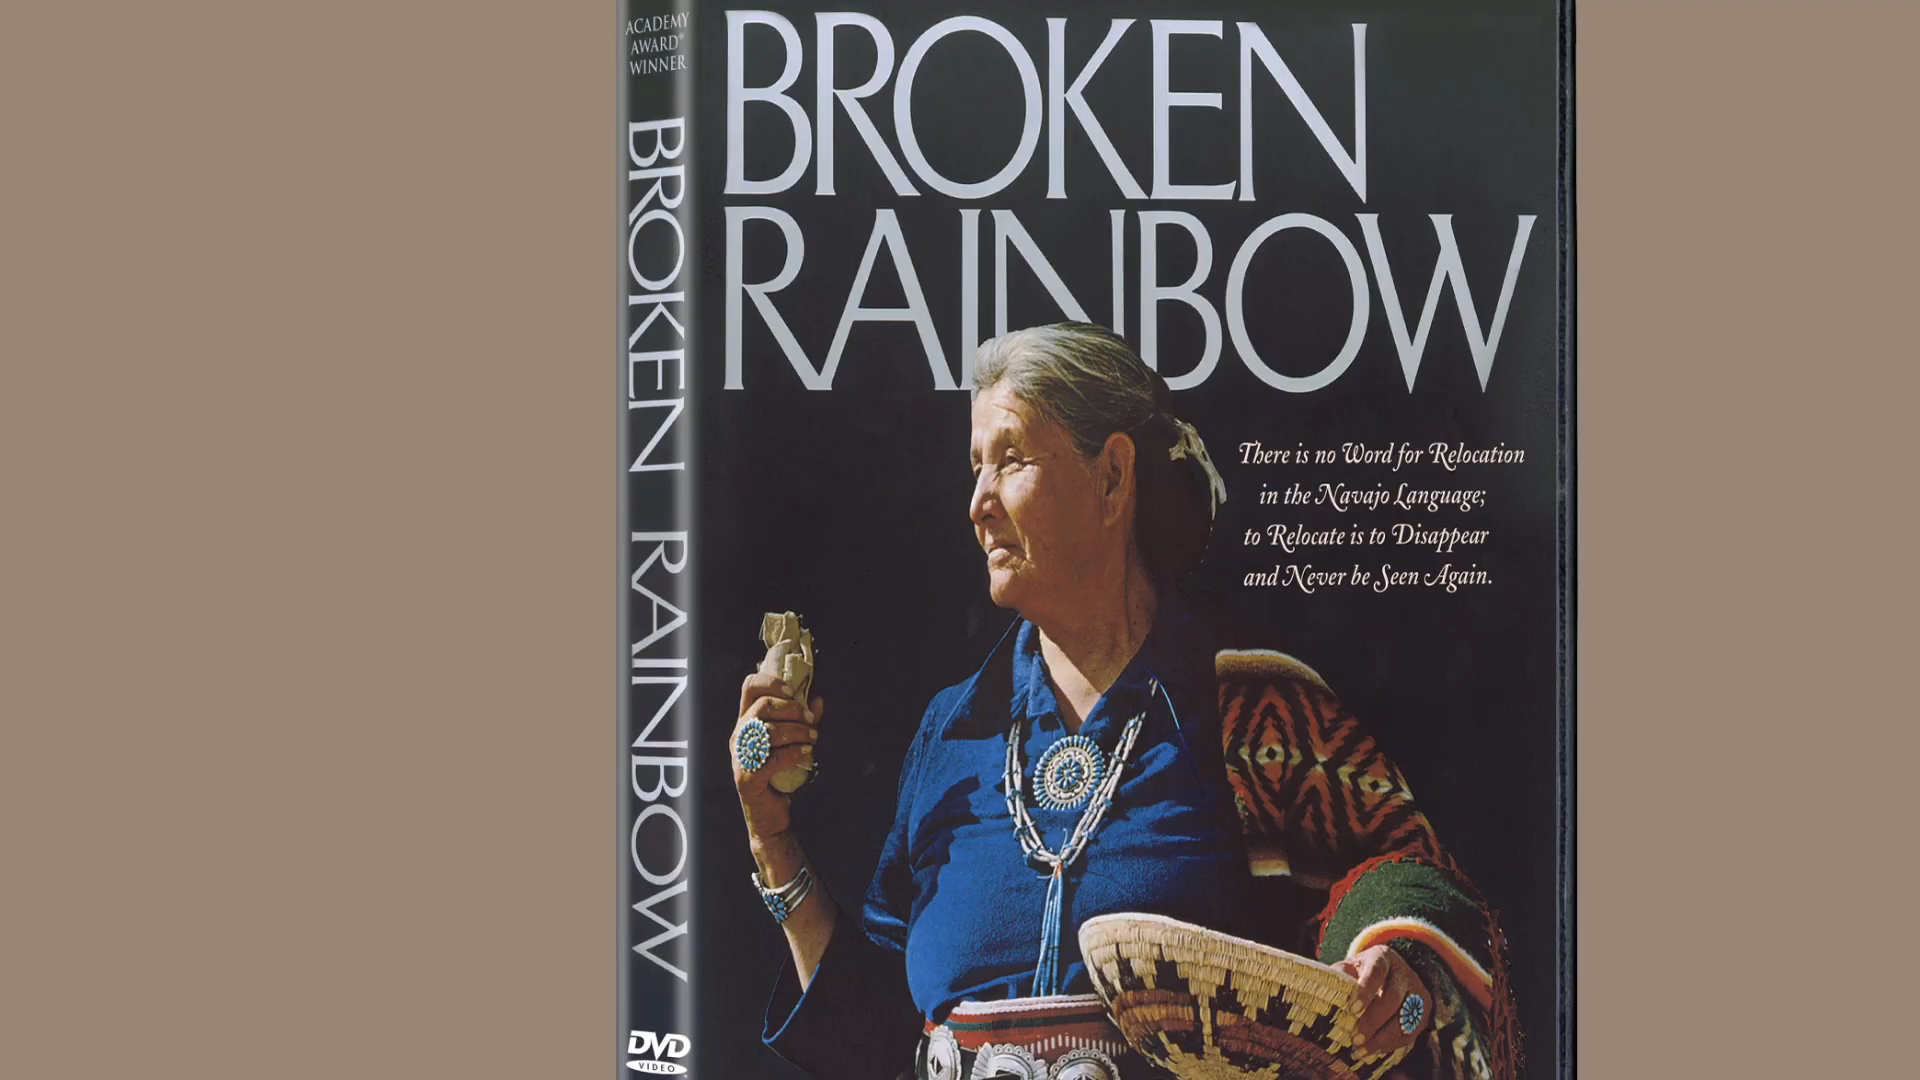 ACADEMY
AWARD®
WINNER
BROKEN RAINBOW
DVD
VIDEO
BROKEN
RAINBOW
There is no Word for Relocation
in the Navajo Language;
to Relocate is to Disappear
and Never be Seen Again.